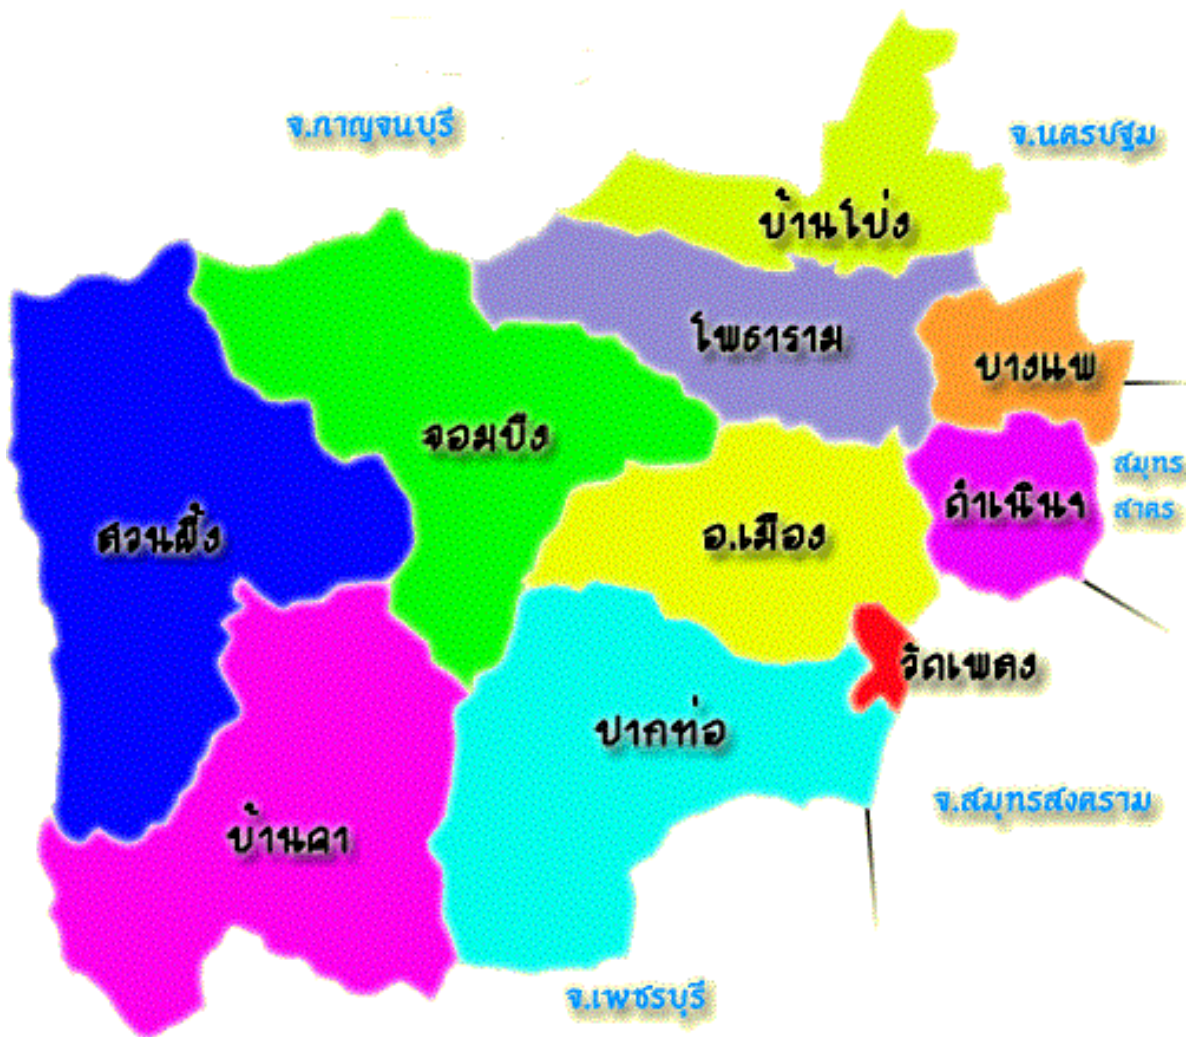 จ.กาญจนบุรี
จ.นครปฐม
บ้านโป่ง
โพธาราม
บางแพ
จอมบึง
สมุทร
สาคร
ดำเนินฯ
สวนผึ้ง
อ.เมือง
วัดเพลง
ปากท่อ
จ.สมุทรสงคราม
บ้านคา
จ.เพชรบุรี